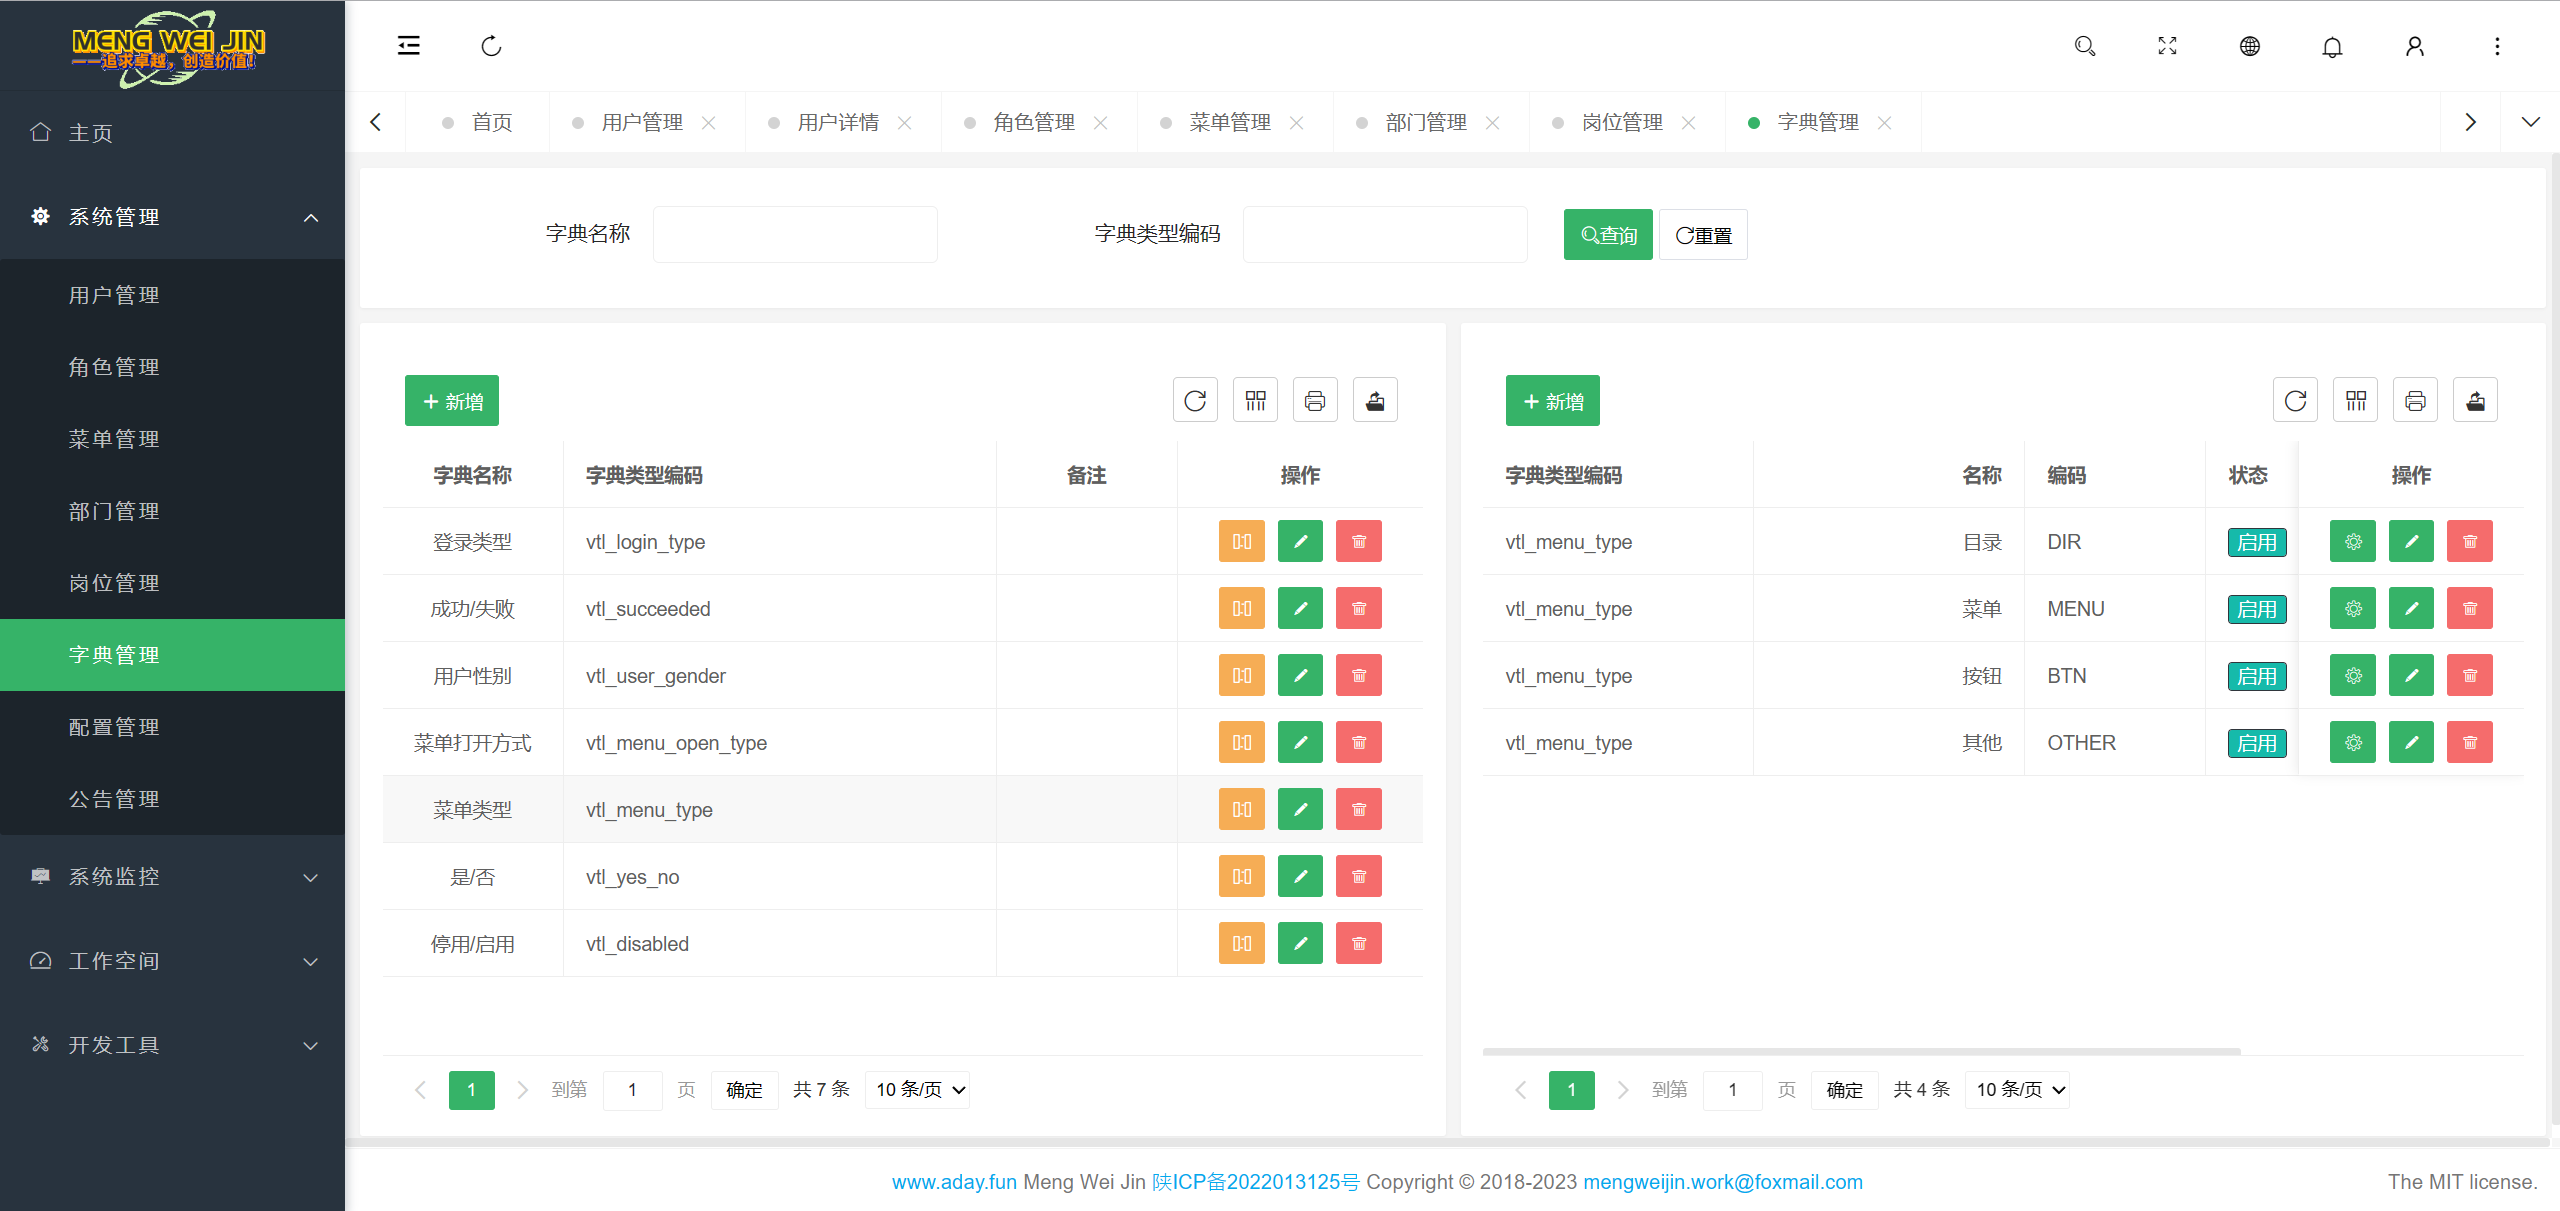 MENG WEI JIN
——追求卓越，创造价值！
主页
系统管理
用户管理
角色管理
菜单管理
部门管理
岗位管理
字典管理
配置管理
公告管理
系统监控
工作空间
开发工具
首页 用户管理 用户详情 角色管理 菜单管理 部门管理 岗位管理 字典管理
字典名称 字典类型编码 查询 重置
新增
字典名称 字典类型编码 备注 操作
登录类型 vtl_login_type
成功/失败 vtl_succeeded
用户性别 vtl_user_gender
菜单打开方式 vtl_menu_open_type
菜单类型 vtl_menu_type
是/否 vtl_yes_no
停用/启用 vtl_disabled
1 到第 1 页 确定 共 7 条 10 条/页
新增
字典类型编码 名称 编码 状态 操作
vtl_menu_type 目录 DIR 启用
vtl_menu_type 菜单 MENU 启用
vtl_menu_type 按钮 BTN 启用
vtl_menu_type 其他 OTHER 启用
1 到第 1 页 确定 共 4 条 10 条/页
www.aday.fun Meng Wei Jin 陕ICP备2022013125号 Copyright © 2018-2023 mengweijin.work@foxmail.com
The MIT license.